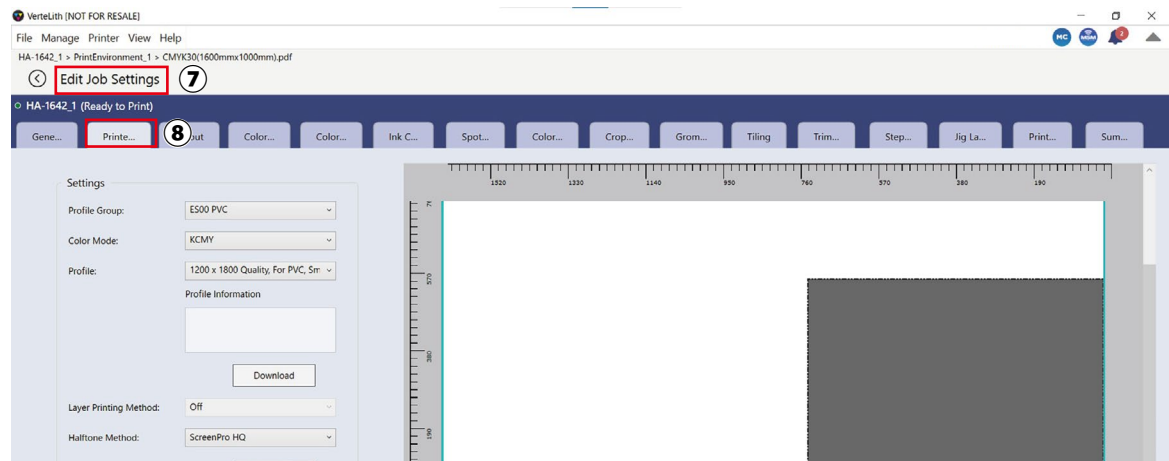 VerteLith [NOT FOR RESALE]
File Manage Printer View Help
MC MSM 2
HA-1642_1 > PrintEnvironment_1 > CMYK30(1600mmx1000mm).pdf
Edit Job Settings ⑦
HA-1642_1 (Ready to Print)
Gene... Printe... ⑧ out Color... Color... Ink C... Spot... Color... Crop... Grom... Tiling Trim... Step... Jig La... Print... Sum...
Settings
1520 1330 1140 950 760 570 380 190
Profile Group: ES00 PVC
Color Mode: KCMY
Profile: 1200 x 1800 Quality, For PVC, Sm
570
Profile Information
380
Download
Layer Printing Method: Off
Halftone Method: ScreenPro HQ
190